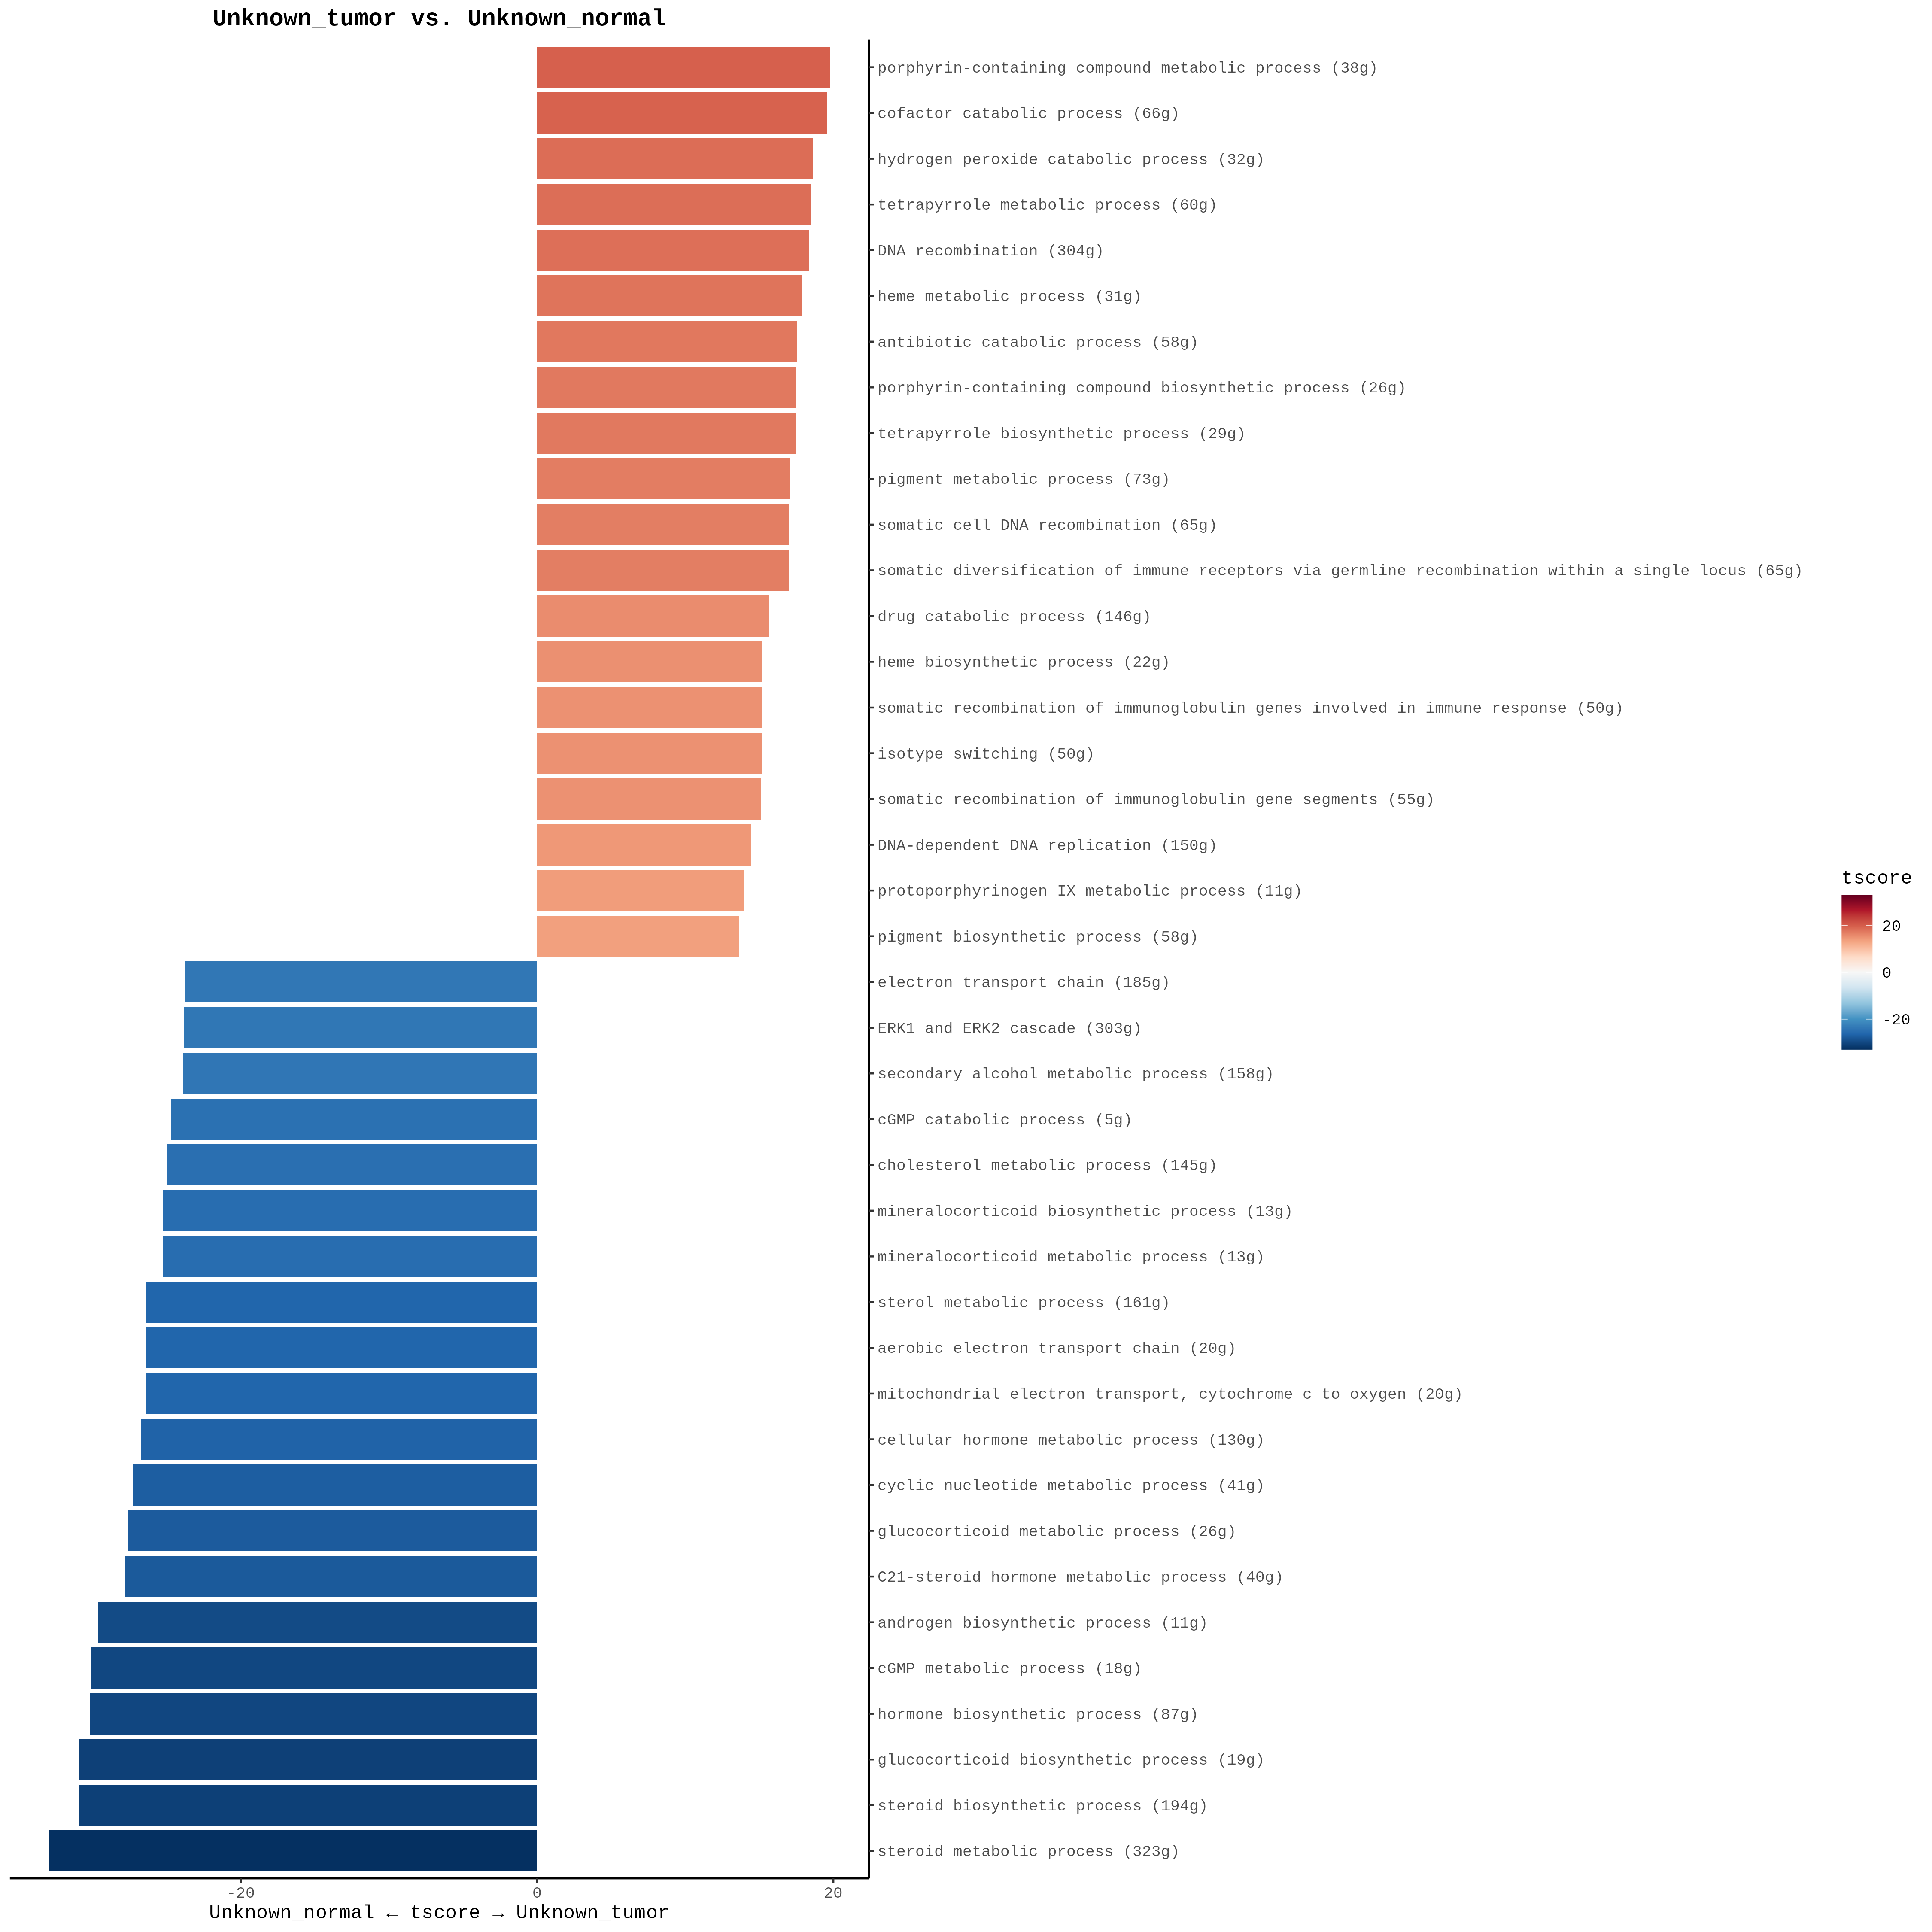 Unknown_tumor vs. Unknown_normal
porphyrin-containing compound metabolic process (38g)
cofactor catabolic process (66g)
hydrogen peroxide catabolic process (32g)
tetrapyrrole metabolic process (60g)
DNA recombination (304g)
heme metabolic process (31g)
antibiotic catabolic process (58g)
porphyrin-containing compound biosynthetic process (26g)
tetrapyrrole biosynthetic process (29g)
pigment metabolic process (73g)
somatic cell DNA recombination (65g)
somatic diversification of immune receptors via germline recombination within a single locus (65g)
drug catabolic process (146g)
heme biosynthetic process (22g)
somatic recombination of immunoglobulin genes involved in immune response (50g)
isotype switching (50g)
somatic recombination of immunoglobulin gene segments (55g)
DNA-dependent DNA replication (150g)
protoporphyrinogen IX metabolic process (11g)
pigment biosynthetic process (58g)
electron transport chain (185g)
ERK1 and ERK2 cascade (303g)
secondary alcohol metabolic process (158g)
cGMP catabolic process (5g)
cholesterol metabolic process (145g)
mineralocorticoid biosynthetic process (13g)
mineralocorticoid metabolic process (13g)
sterol metabolic process (161g)
aerobic electron transport chain (20g)
mitochondrial electron transport, cytochrome c to oxygen (20g)
cellular hormone metabolic process (130g)
cyclic nucleotide metabolic process (41g)
glucocorticoid metabolic process (26g)
C21-steroid hormone metabolic process (40g)
androgen biosynthetic process (11g)
cGMP metabolic process (18g)
hormone biosynthetic process (87g)
glucocorticoid biosynthetic process (19g)
steroid biosynthetic process (194g)
steroid metabolic process (323g)
-20 0 20
Unknown_normal ← tscore → Unknown_tumor
tscore
20
0
-20